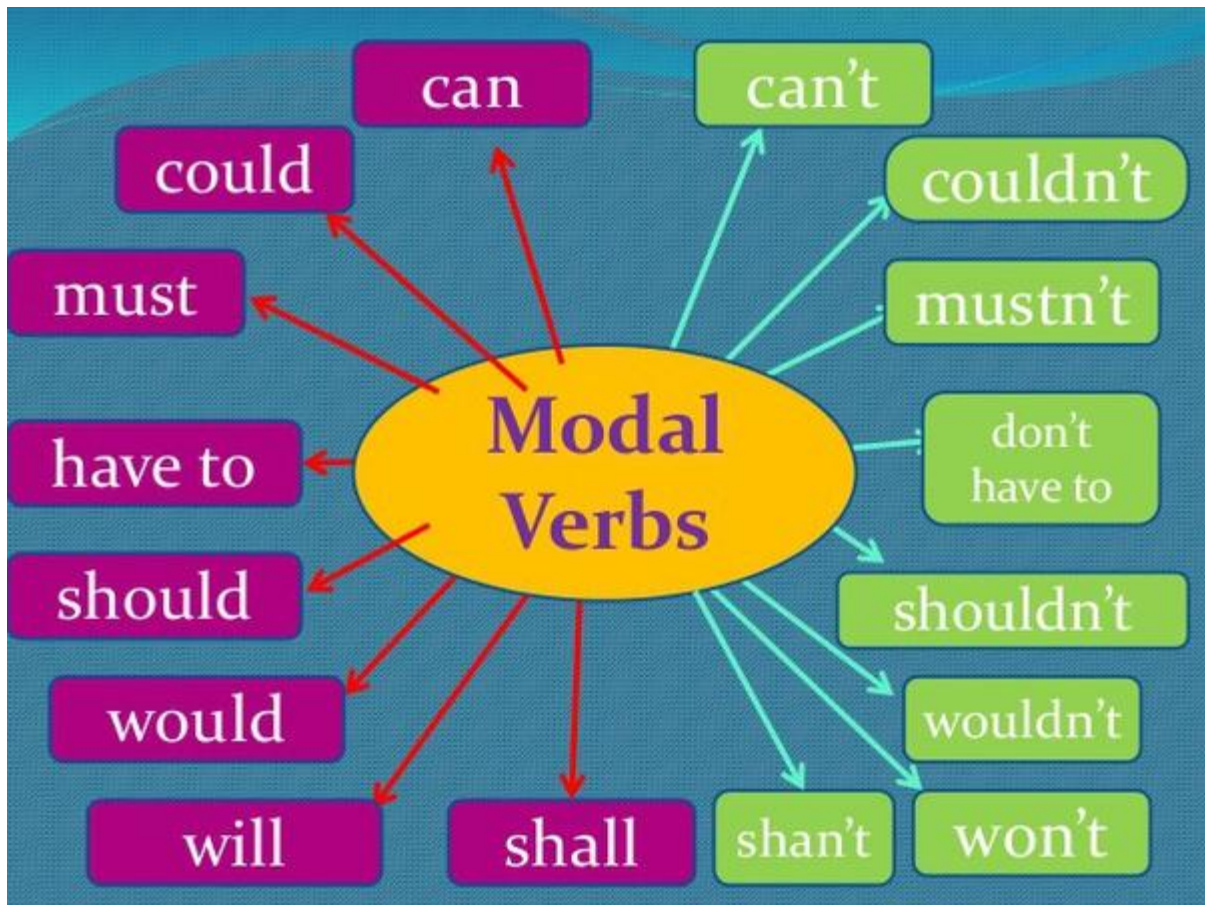 can
can't
could
couldn't
must
mustn't
Modal
Verbs
have to
don't
have to
should
shouldn't
would
wouldn't
will
shall
shan't
won't